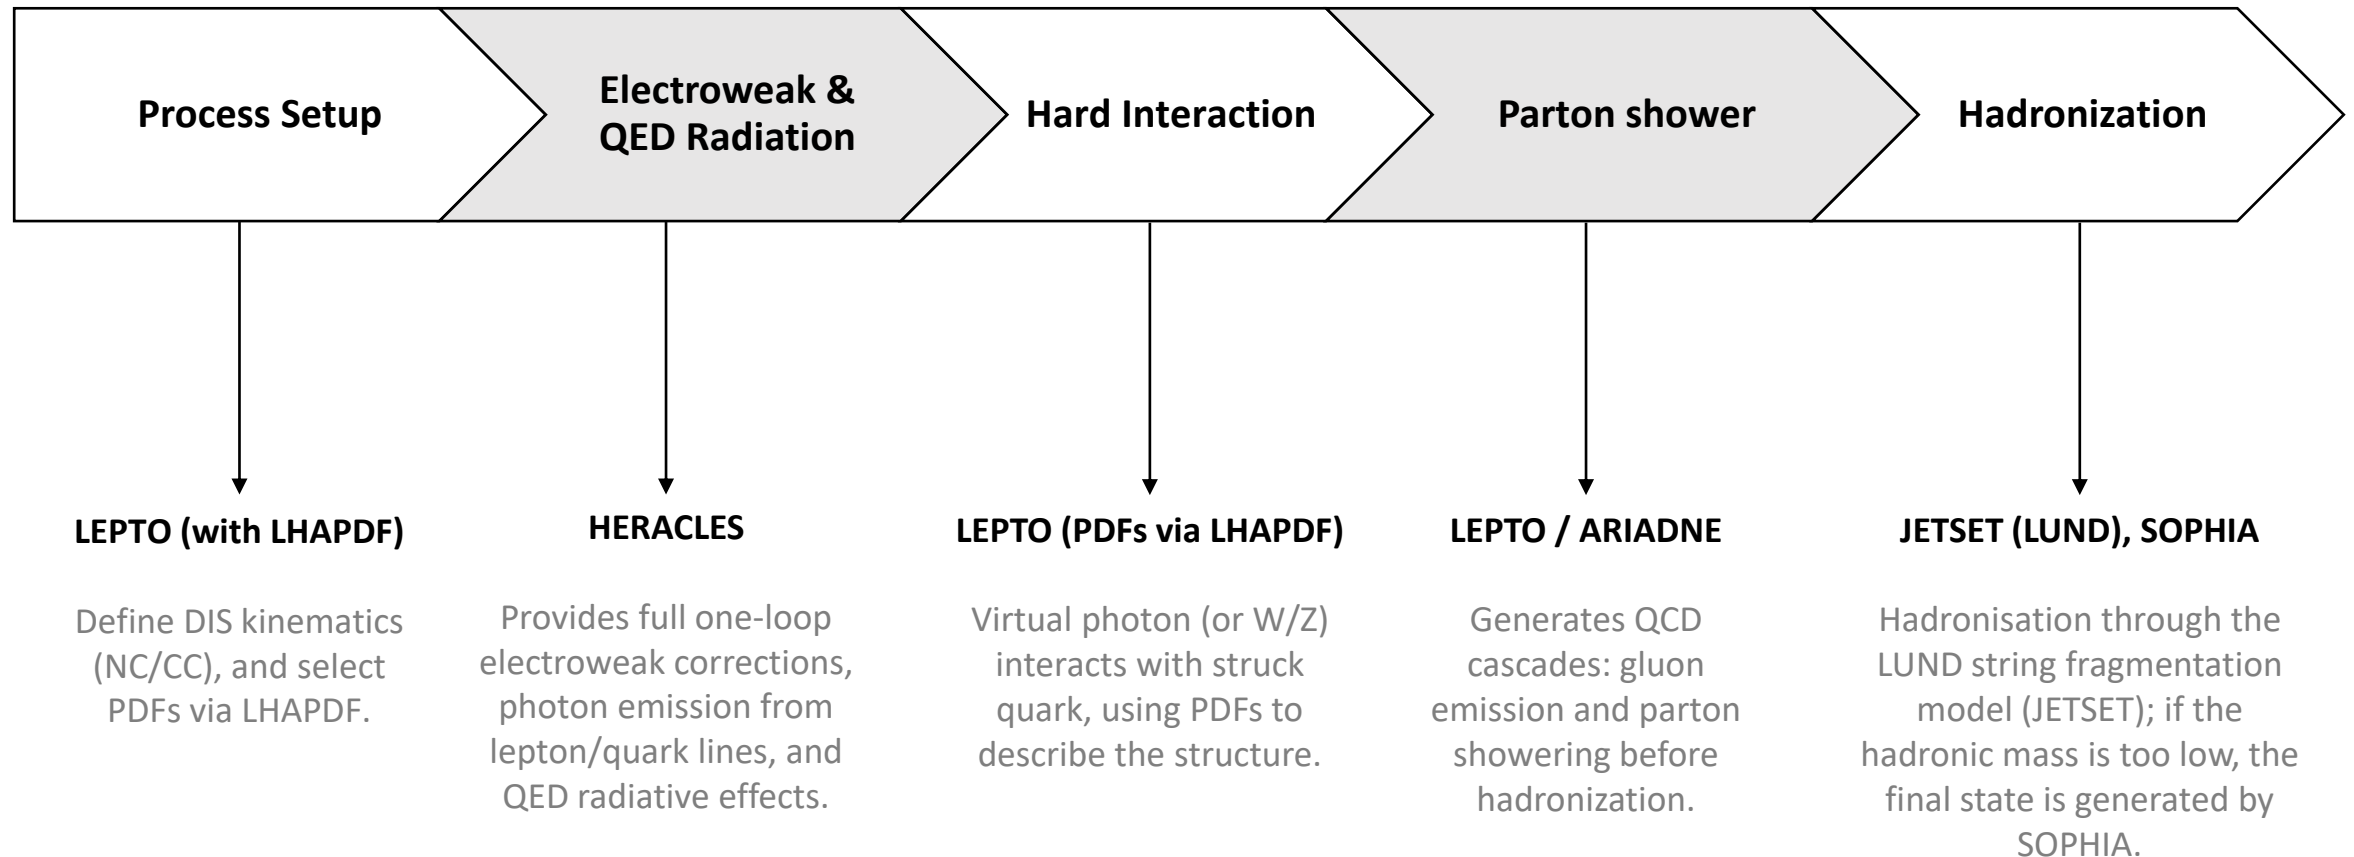 Process Setup
Electroweak &
QED Radiation
Hard Interaction
Parton shower
Hadronization
LEPTO (with LHAPDF)
Define DIS kinematics
(NC/CC), and select
PDFs via LHAPDF.
HERACLES
Provides full one-loop
electroweak corrections,
photon emission from
lepton/quark lines, and
QED radiative effects.
LEPTO (PDFs via LHAPDF)
Virtual photon (or W/Z)
interacts with struck
quark, using PDFs to
describe the structure.
LEPTO / ARIADNE
Generates QCD
cascades: gluon
emission and parton
showering before
hadronization.
JETSET (LUND), SOPHIA
Hadronisation through the
LUND string fragmentation
model (JETSET); if the
hadronic mass is too low, the
final state is generated by
SOPHIA.